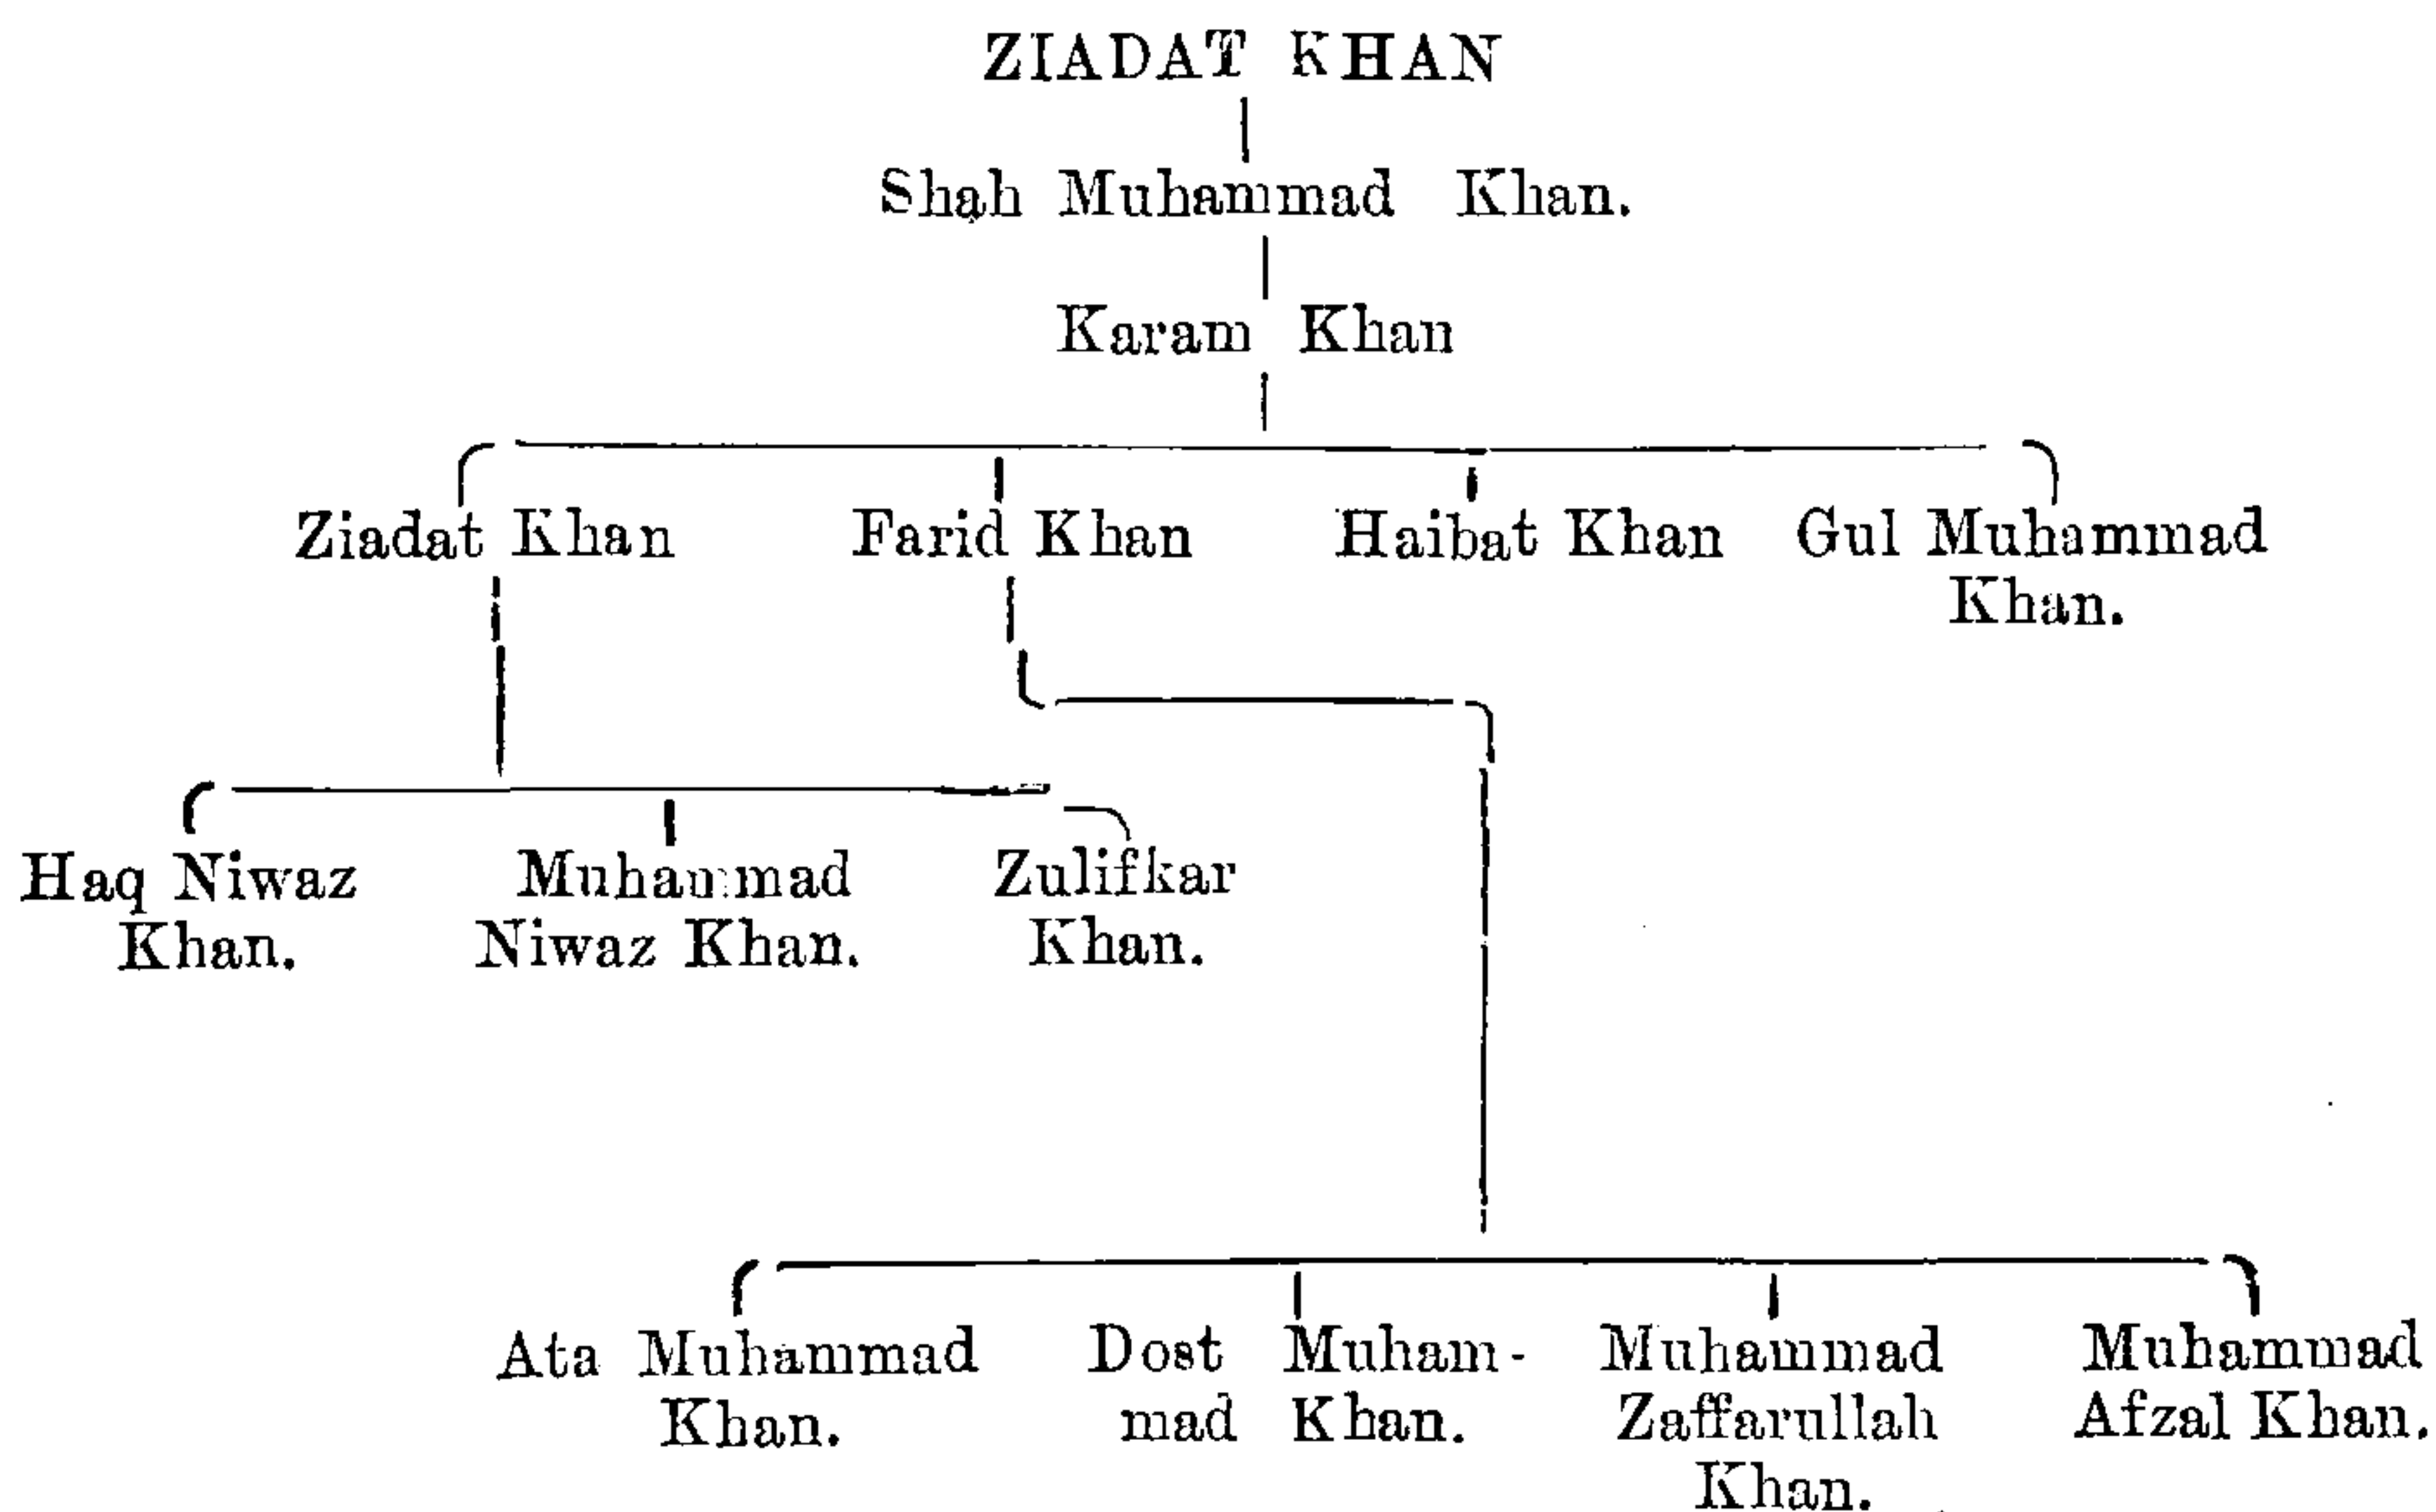 ZIADAT KHAN
Shah Muhammad Khan.
Karam Khan
Ziadat Khan
Farid Khan
Haibat Khan
Gul Muhammad
Khan.
Haq Niwaz
Khan.
Muhammad
Niwaz Khan.
Zulifkar
Khan.
Ata Muhammad
Khan.
Dost Muham-
mad Khan.
Muhammad
Zaffarullah
Khan.
Muhammad
Afzal Khan.